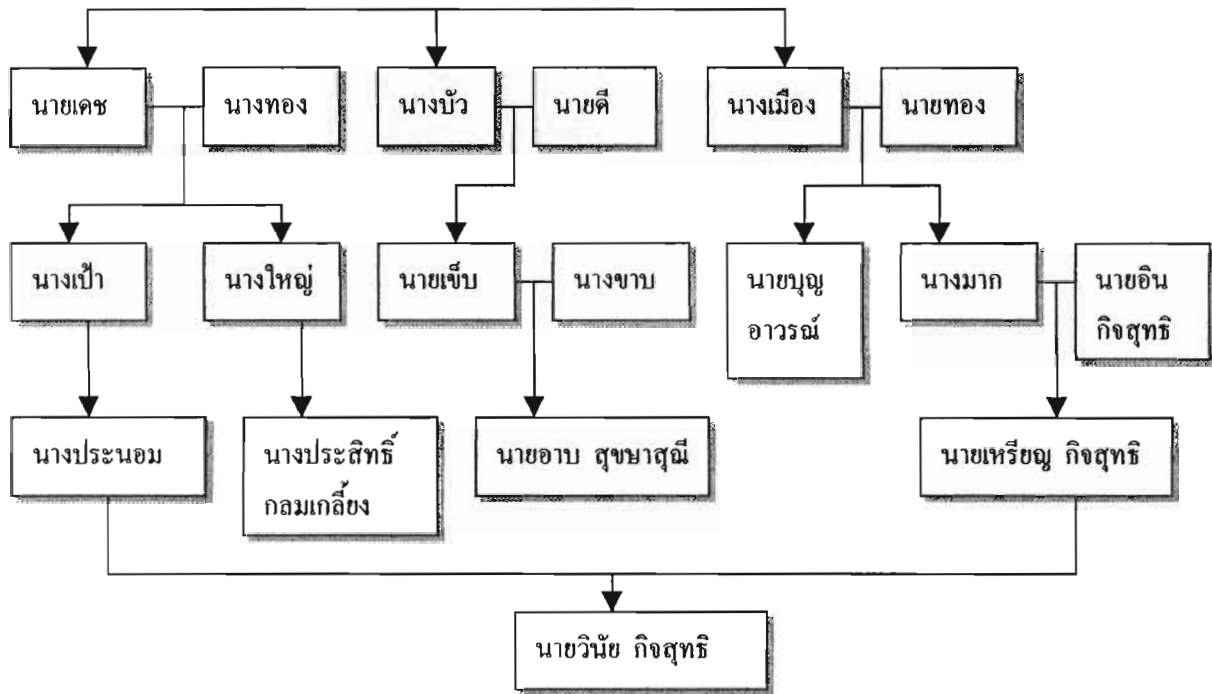 นายเดช
นางทอง
นางบัว
นายดี
นางเมือง
นายทอง
นางเป้า
นางใหญ่
นายเข็บ
นางขาบ
นายบุญ
อาวรณ์
นางมาก
นายอิน
กิจสุทธิ
นางประนอม
นางประสิทธิ์
กลมเกลี้ยง
นายอาบ สุขษาสุณี
นายเหรียญ กิจสุทธิ
นายวินัย กิจสุทธิ